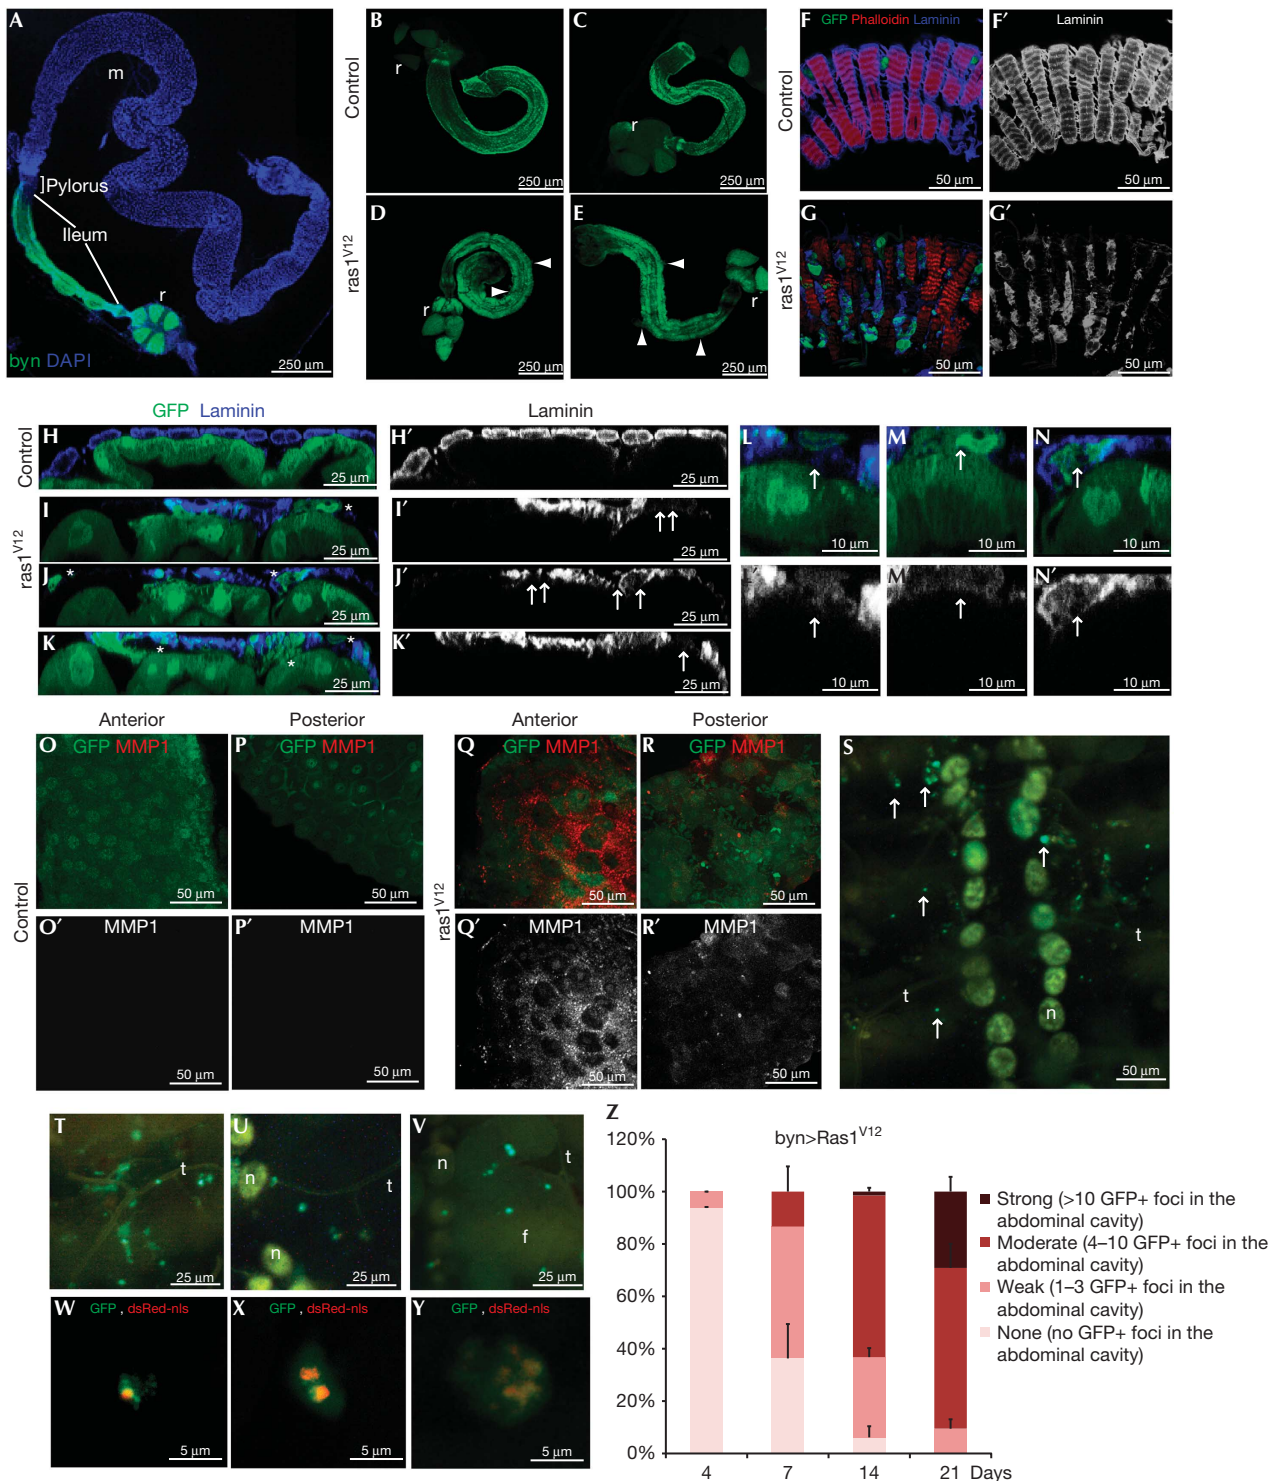 A
m
]Pylorus
Ileum
r
byn DAPI
250 µm
Control
B
r
250 µm
C
r
250 µm
ras1V12
D
r
250 µm
E
r
250 µm
Control
F
GFP Phalloidin Laminin
50 µm
F′
Laminin
50 µm
ras1V12
G
50 µm
G′
50 µm
GFP Laminin
Laminin
Control
H
25 µm
H′
25 µm
ras1V12
I
*
25 µm
I′
25 µm
J
*
*
25 µm
J′
25 µm
K
*
*
*
25 µm
K′
25 µm
L
10 µm
M
10 µm
N
10 µm
10 µm
M′
10 µm
N′
10 µm
Anterior
Posterior
Control
O
GFP MMP1
50 µm
P
GFP MMP1
50 µm
O′
MMP1
50 µm
P′
MMP1
50 µm
Anterior
Posterior
ras1V12
Q
GFP MMP1
50 µm
R
GFP MMP1
50 µm
Q′
MMP1
50 µm
R′
MMP1
50 µm
S
t
t
n
50 µm
T
t
25 µm
U
n
t
n
25 µm
V
n
t
f
25 µm
W
GFP, dsRed-nls
5 µm
X
GFP, dsRed-nls
5 µm
Y
GFP, dsRed-nls
5 µm
Z
byn>Ras1V12
120%
100%
80%
60%
40%
20%
0%
4 7 14 21 Days
Strong (>10 GFP+ foci in the
abdominal cavity)
Moderate (4–10 GFP+ foci in the
abdominal cavity)
Weak (1–3 GFP+ foci in the
abdominal cavity)
None (no GFP+ foci in the
abdominal cavity)